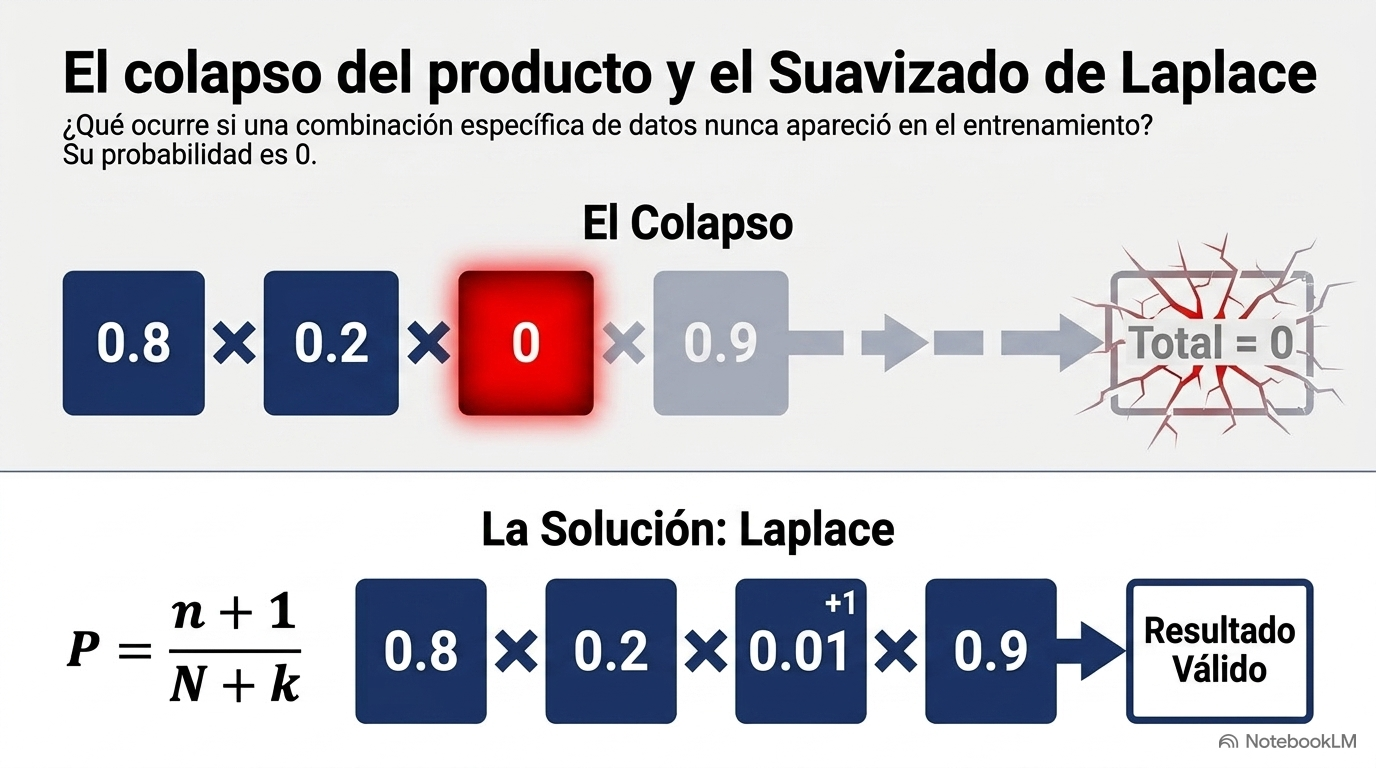 El colapso del producto y el Suavizado de Laplace
¿Qué ocurre si una combinación específica de datos nunca apareció en el entrenamiento?
Su probabilidad es 0.
El Colapso
0.8 × 0.2 × 0 × 0.9 Total = 0
La Solución: Laplace
P = (n + 1) / (N + k)
+1
0.8 × 0.2 × 0.01 × 0.9
Resultado
Válido
NotebookLM